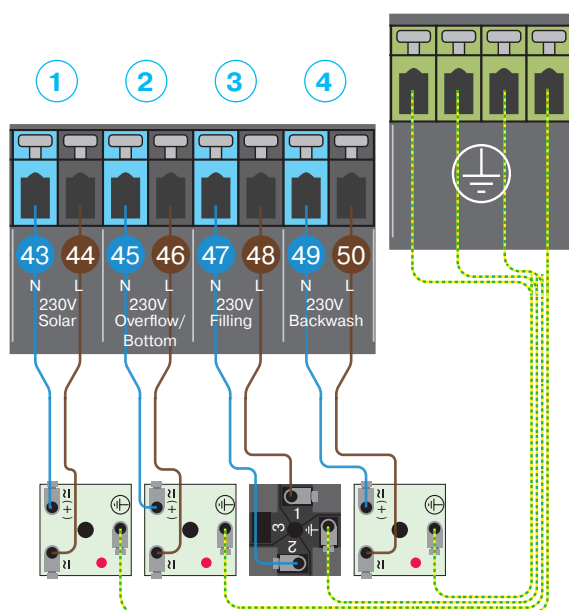 1 2 3 4
43 44 45 46 47 48 49 50
N L N L N L N L
230V 230V 230V 230V
Solar Overflow/ Filling Backwash
Bottom
≈ (+) ≈ (+) 1 ≈ (+)
3
≈ ≈ 2 ≈